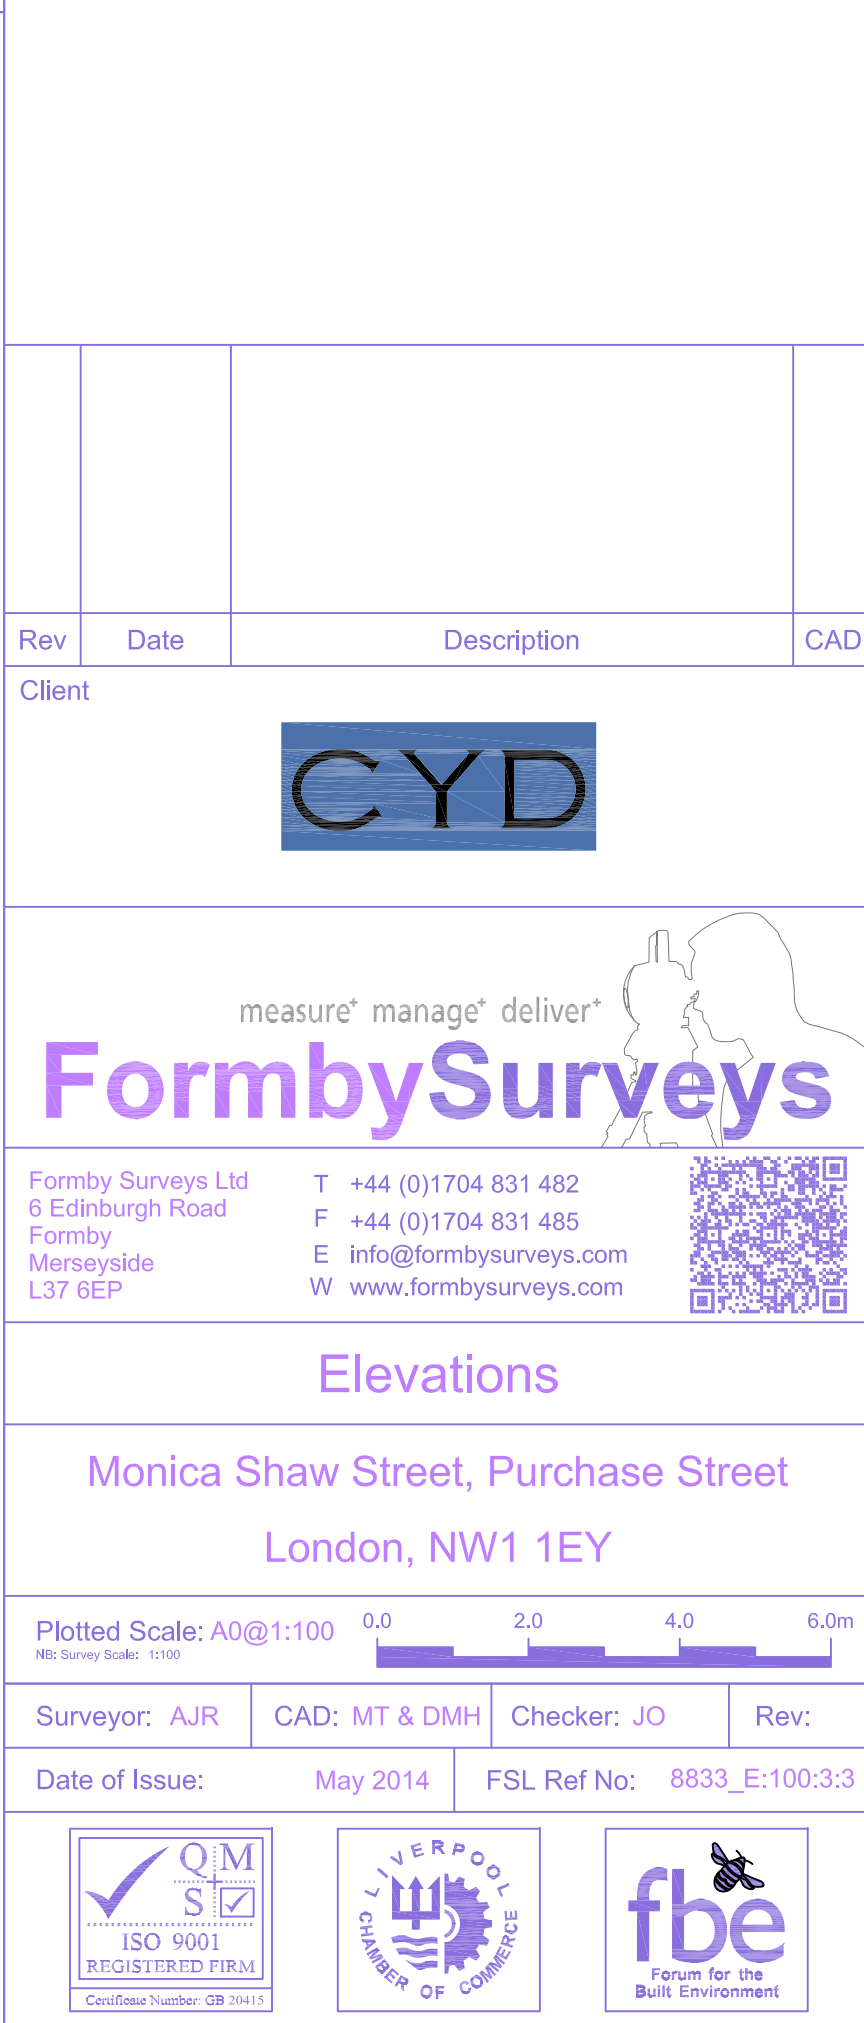 Rev Date Description CAD
Client
CYD
measure+ manage+ deliver+
FormbySurveys
Formby Surveys Ltd
6 Edinburgh Road
Formby
Merseyside
L37 6EP
T +44 (0)1704 831 482
F +44 (0)1704 831 485
E info@formbysurveys.com
W www.formbysurveys.com
Elevations
Monica Shaw Street, Purchase Street
London, NW1 1EY
Plotted Scale: A0@1:100
NB: Survey Scale: 1:100
0.0 2.0 4.0 6.0m
Surveyor: AJR CAD: MT & DMH Checker: JO Rev:
Date of Issue: May 2014 FSL Ref No: 8833_E:100:3:3
QM
S
ISO 9001
REGISTERED FIRM
Certificate Number: GB 20415
LIVERPOOL
CHAMBER OF COMMERCE
fbe
Forum for the
Built Environment